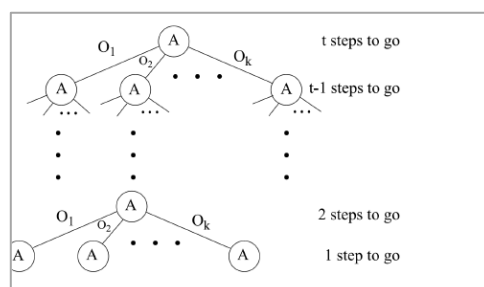 A t steps to go
O1 O2 Ok
A A A t-1 steps to go
A 2 steps to go
O1 O2 Ok
A A A 1 step to go